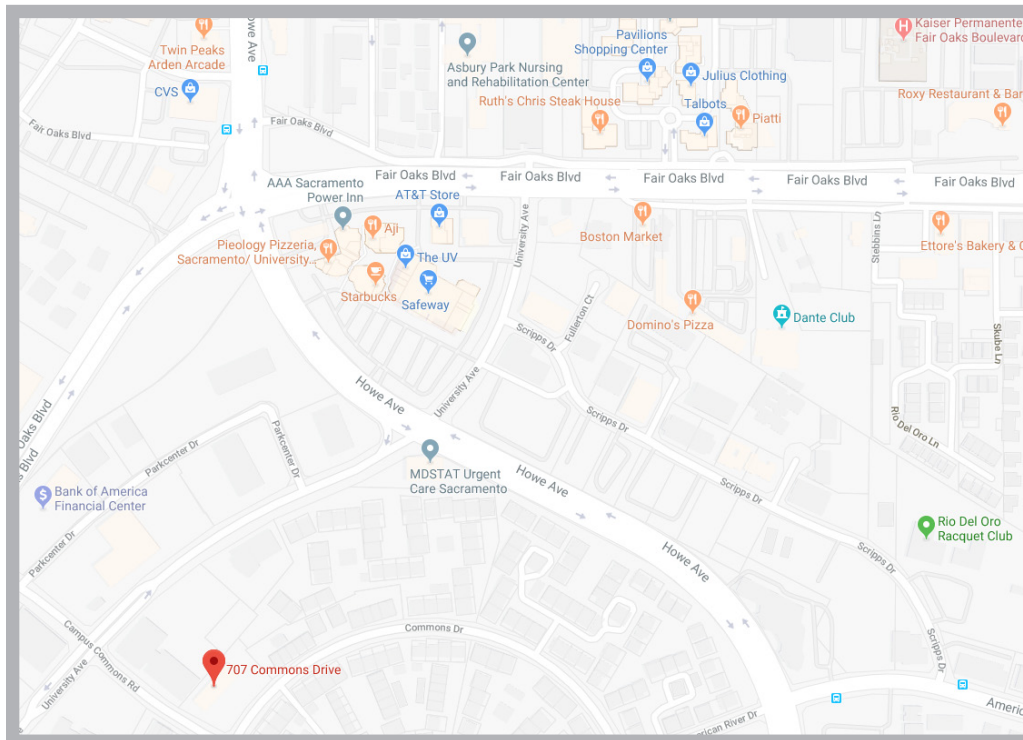 Howe Ave
Twin Peaks
Arden Arcade
CVS
Fair Oaks Blvd
Fair Oaks Blvd
Asbury Park Nursing
and Rehabilitation Center
Pavilions
Shopping Center
Julius Clothing
Ruth's Chris Steak House
Talbots
Piatti
Kaiser Permanente
Fair Oaks Boulevard
Roxy Restaurant & Bar
AAA Sacramento
Power Inn
Fair Oaks Blvd
Fair Oaks Blvd
Fair Oaks Blvd
Fair Oaks Blvd
Fair Oaks Blvd
AT&T Store
Aji
Pieology Pizzeria,
Sacramento/ University...
The UV
Starbucks
Safeway
University Ave
Boston Market
Stebbins Ln
Ettore's Bakery & C
Domino's Pizza
Dante Club
Fullerton Ct
Scripps Dr
Skube Ln
Howe Ave
University Ave
Scripps Dr
Rio Del Oro Ln
Oaks Blvd
Blvd
Parkcenter Dr
Parkcenter Dr
MDSTAT Urgent
Care Sacramento
Howe Ave
Scripps Dr
Bank of America
Financial Center
Rio Del Oro
Racquet Club
Parkcenter Dr
Howe Ave
Scripps Dr
Commons Dr
Campus Commons Rd
University Ave
707 Commons Drive
Scripps Dr
rican River Dr
Americ